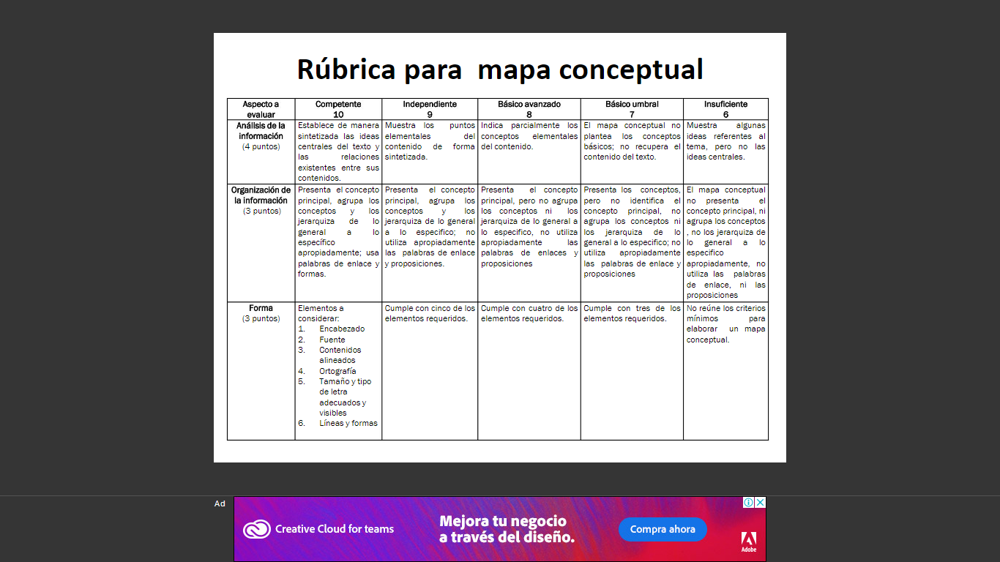 Rúbrica para mapa conceptual
Aspecto a
evaluar
Competente
10
Independiente
9
Básico avanzado
8
Básico umbral
7
Insuficiente
6
Análisis de la
información
(4 puntos)
Establece de manera
sintetizada las ideas
centrales del texto y
las relaciones
existentes entre sus
contenidos.
Muestra los puntos
elementales del
contenido de forma
sintetizada.
Indica parcialmente los
conceptos elementales
del contenido.
El mapa conceptual no
plantea los conceptos
básicos; no recupera el
contenido del texto.
Muestra algunas
ideas referentes al
tema, pero no las
ideas centrales.
Organización de
la información
(3 puntos)
Presenta el concepto
principal, agrupa los
conceptos y los
jerarquiza de lo
general a lo
específico
apropiadamente; usa
palabras de enlace y
formas.
Presenta el concepto
principal, agrupa los
conceptos y los
jerarquiza de lo general
a lo especifico; no
utiliza apropiadamente
las palabras de enlace
y proposiciones.
Presenta el concepto
principal, pero no agrupa
los conceptos ni los
jerarquiza de lo general a
lo especifico, no utiliza
apropiadamente las
palabras de enlaces y
proposiciones
Presenta los conceptos,
pero no identifica el
concepto principal, no
agrupa los conceptos ni
los jerarquiza de lo
general a lo especifico; no
utiliza apropiadamente
las palabras de enlace y
proposiciones
El mapa conceptual
no presenta el
concepto principal, ni
agrupa los conceptos
, no los jerarquiza de
lo general a lo
especifico
apropiadamente, no
utiliza las palabras
de enlace, ni las
proposiciones
Forma
(3 puntos)
Elementos a
considerar:
1. Encabezado
2. Fuente
3. Contenidos
alineados
4. Ortografía
5. Tamaño y tipo
de letra
adecuados y
visibles
6. Líneas y formas
Cumple con cinco de los
elementos requeridos.
Cumple con cuatro de los
elementos requeridos.
Cumple con tres de los
elementos requeridos.
No reúne los criterios
mínimos para
elaborar un mapa
conceptual.
Ad
Creative Cloud for teams
Mejora tu negocio
a través del diseño.
Compra ahora
Adobe